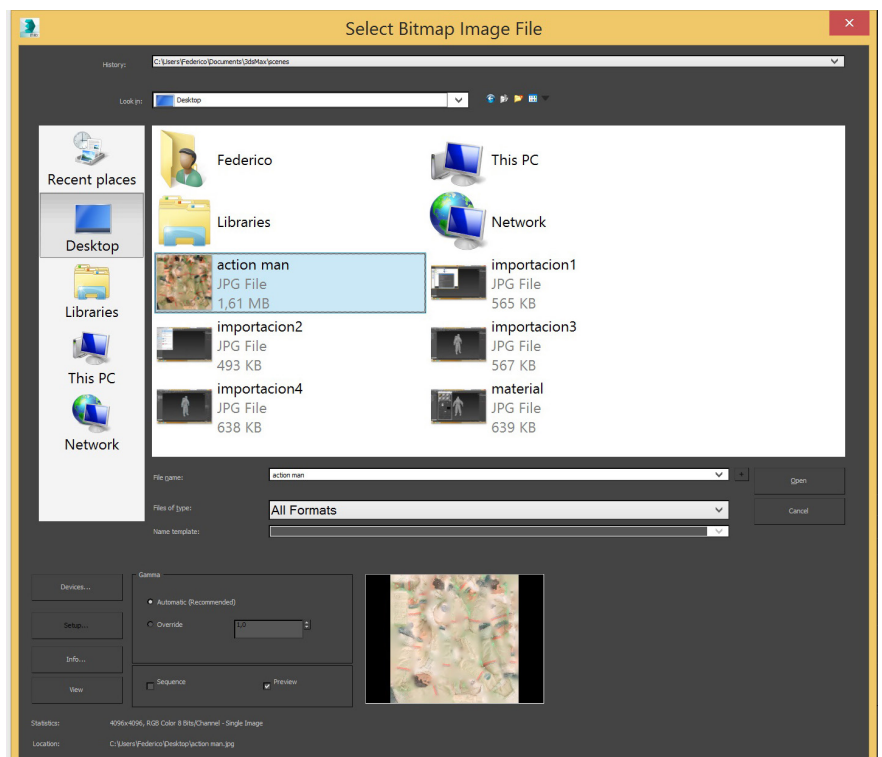 Select Bitmap Image File
History:
C:\Users\Federico\Documents\3dsMax\scenes
Look in:
Desktop
Recent places
Desktop
Libraries
This PC
Network
Federico
This PC
Libraries
Network
action man
JPG File
1,61 MB
importacion1
JPG File
565 KB
importacion2
JPG File
493 KB
importacion3
JPG File
567 KB
importacion4
JPG File
638 KB
material
JPG File
639 KB
File name:
action man
+
Open
Files of type:
All Formats
Cancel
Name template:
Devices...
Setup...
Info...
View
Gamma
Automatic (Recommended)
Override
1,0
Sequence
Preview
Statistics:
4096x4096, RGB Color 8 Bits/Channel - Single Image
Location:
C:\Users\Federico\Desktop\action man.jpg